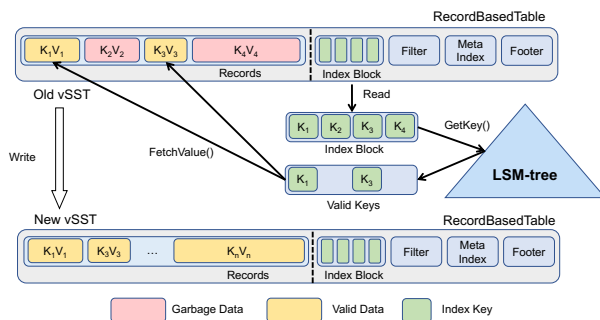 RecordBasedTable
K₁V₁ K₂V₂ K₃V₃ K₄V₄ Filter Meta Index Footer
Records Index Block
Old vSST
Read
K₁ K₂ K₃ K₄ GetKey()
Index Block
Write FetchValue()
K₁ K₃ LSM-tree
Valid Keys
New vSST
RecordBasedTable
K₁V₁ K₃V₃ ... KₙVₙ Filter Meta Index Footer
Records Index Block
Garbage Data Valid Data Index Key